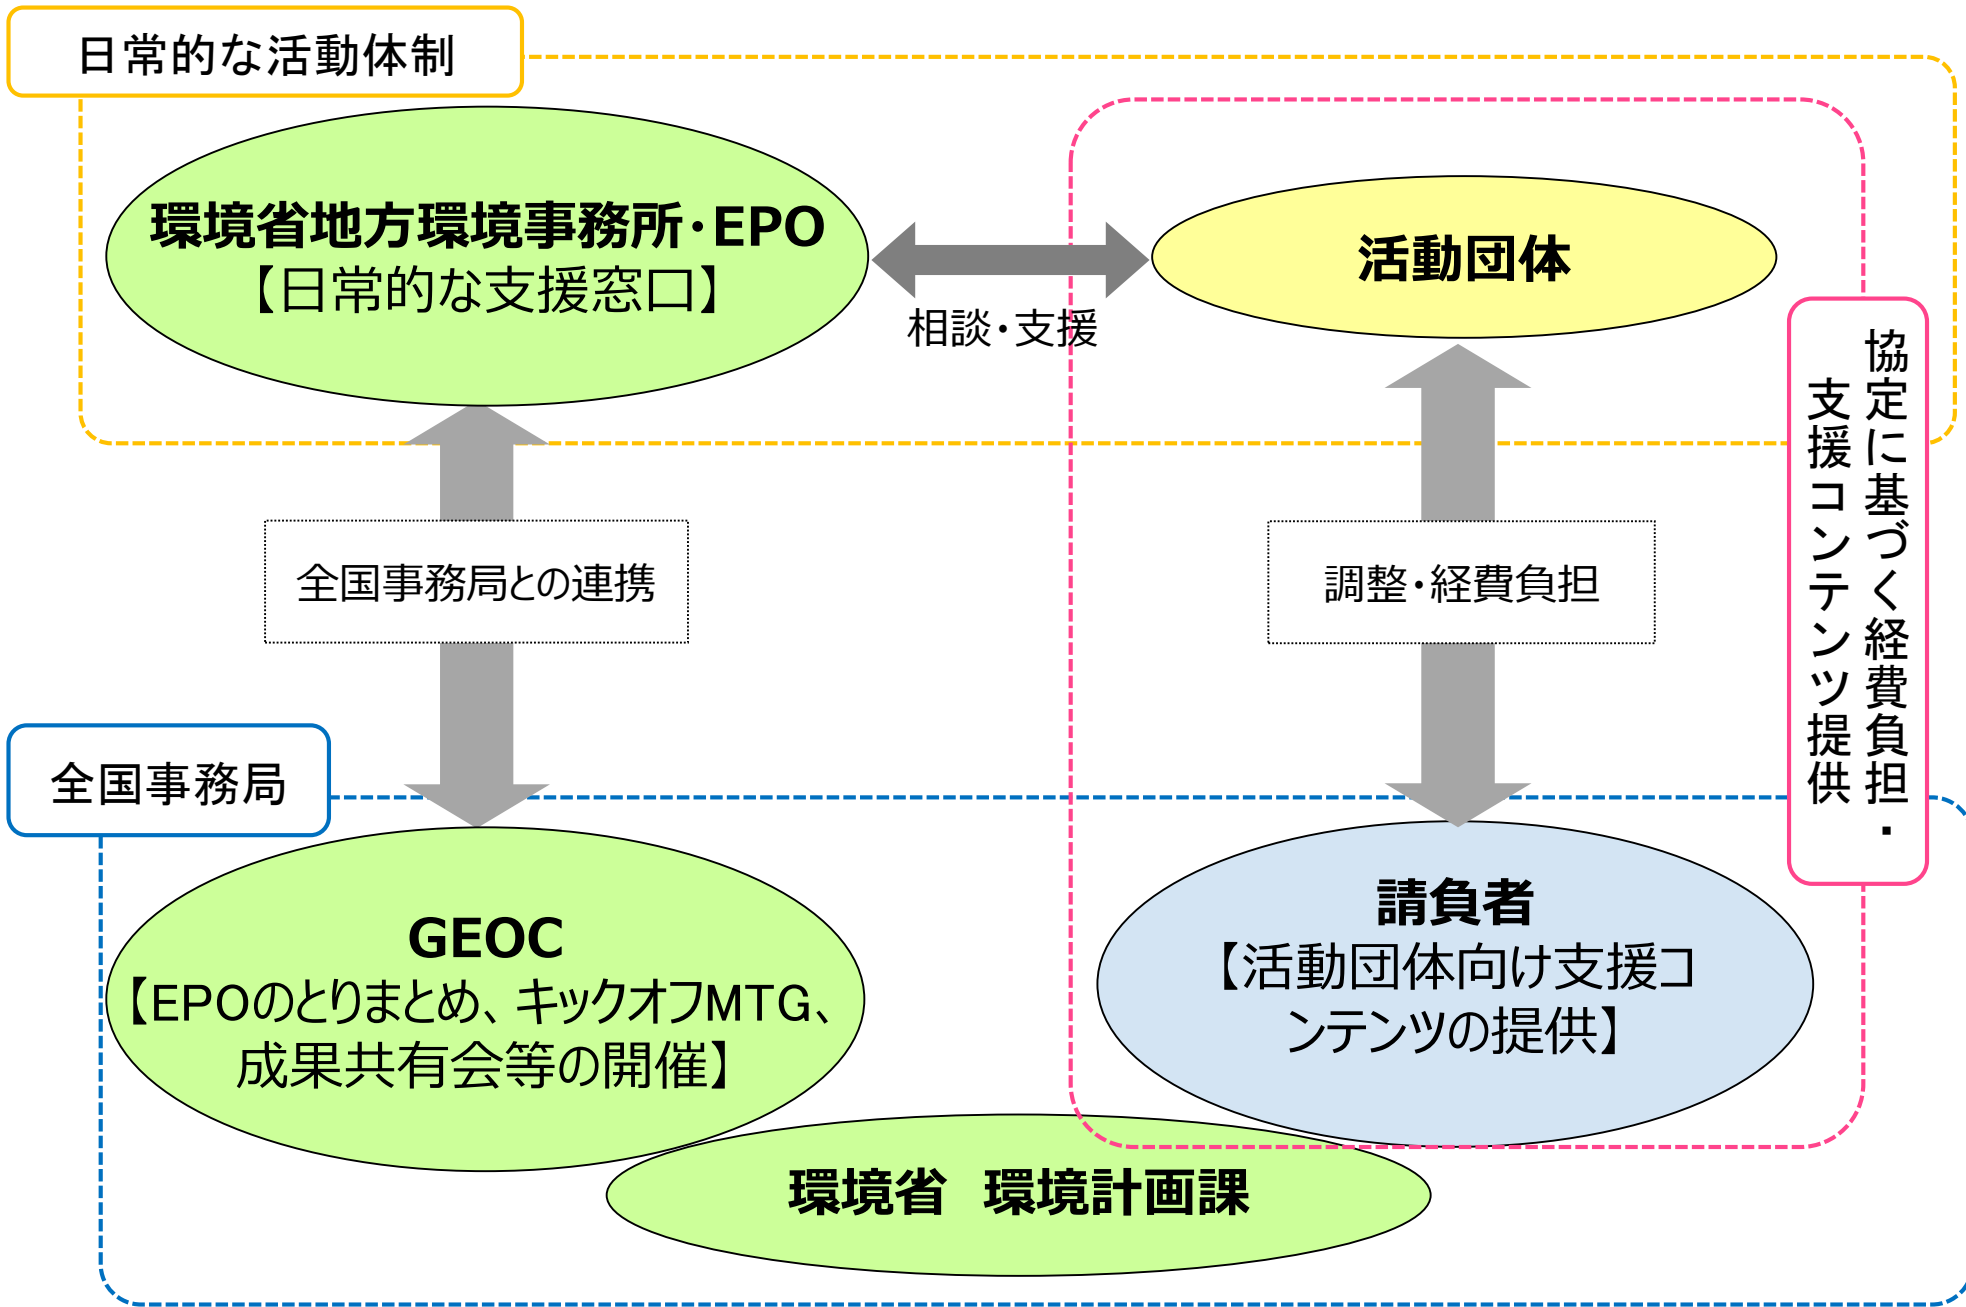 日常的な活動体制
環境省地方環境事務所・EPO
【日常的な支援窓口】
相談・支援
活動団体
協定に基づく経費負担・
支援コンテンツ提供
全国事務局との連携
調整・経費負担
全国事務局
GEOC
【EPOのとりまとめ、キックオフMTG、
成果共有会等の開催】
請負者
【活動団体向け支援コ
ンテンツの提供】
環境省　環境計画課